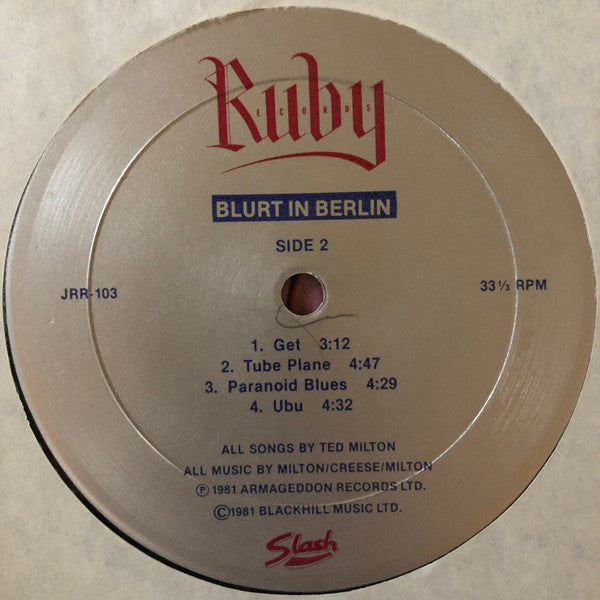 Ruby
RECORDS
BLURT IN BERLIN
SIDE 2
JRR-103
33 ⅓ RPM
1. Get 3:12
2. Tube Plane 4:47
3. Paranoid Blues 4:29
4. Ubu 4:32
ALL SONGS BY TED MILTON
ALL MUSIC BY MILTON/CREESE/MILTON
Ⓟ 1981 ARMAGEDDON RECORDS LTD.
©1981 BLACKHILL MUSIC LTD.
Slash